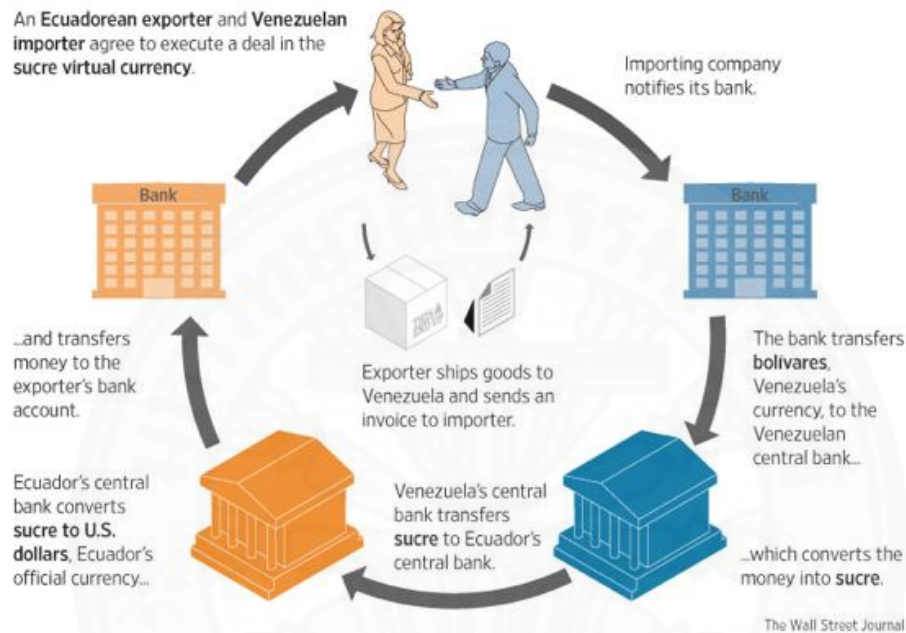 An Ecuadorean exporter and Venezuelan
importer agree to execute a deal in the
sucre virtual currency.
Importing company
notifies its bank.
Bank
Bank
The bank transfers
bolívares,
Venezuela's
currency, to the
Venezuelan
central bank...
...which converts the
money into sucre.
Exporter ships goods to
Venezuela and sends an
invoice to importer.
Venezuela's central
bank transfers
sucre to Ecuador's
central bank.
Ecuador's central
bank converts
sucre to U.S.
dollars, Ecuador's
official currency...
...and transfers
money to the
exporter's bank
account.
The Wall Street Journal